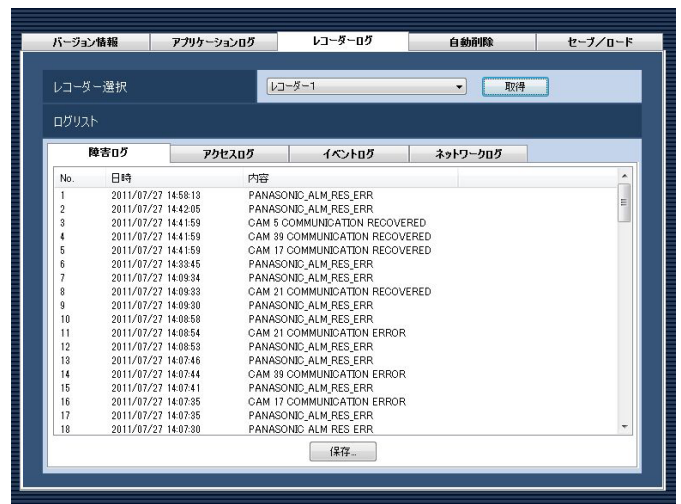 バージョン情報 アプリケーションログ レコーダーログ 自動削除 セーブ/ロード
レコーダー選択 レコーダー1 取得
ログリスト
障害ログ アクセスログ イベントログ ネットワークログ
No. 日時 内容
1 2011/07/27 14:58:13 PANASONIC_ALM_RES_ERR
2 2011/07/27 14:42:05 PANASONIC_ALM_RES_ERR
3 2011/07/27 14:41:59 CAM 5 COMMUNICATION RECOVERED
4 2011/07/27 14:41:59 CAM 39 COMMUNICATION RECOVERED
5 2011/07/27 14:41:59 CAM 17 COMMUNICATION RECOVERED
6 2011/07/27 14:33:45 PANASONIC_ALM_RES_ERR
7 2011/07/27 14:09:34 PANASONIC_ALM_RES_ERR
8 2011/07/27 14:09:33 CAM 21 COMMUNICATION RECOVERED
9 2011/07/27 14:09:30 PANASONIC_ALM_RES_ERR
10 2011/07/27 14:08:58 PANASONIC_ALM_RES_ERR
11 2011/07/27 14:08:54 CAM 21 COMMUNICATION ERROR
12 2011/07/27 14:08:53 PANASONIC_ALM_RES_ERR
13 2011/07/27 14:07:46 PANASONIC_ALM_RES_ERR
14 2011/07/27 14:07:44 CAM 39 COMMUNICATION ERROR
15 2011/07/27 14:07:41 PANASONIC_ALM_RES_ERR
16 2011/07/27 14:07:35 CAM 17 COMMUNICATION ERROR
17 2011/07/27 14:07:35 PANASONIC_ALM_RES_ERR
18 2011/07/27 14:07:30 PANASONIC_ALM_RES_ERR
保存...